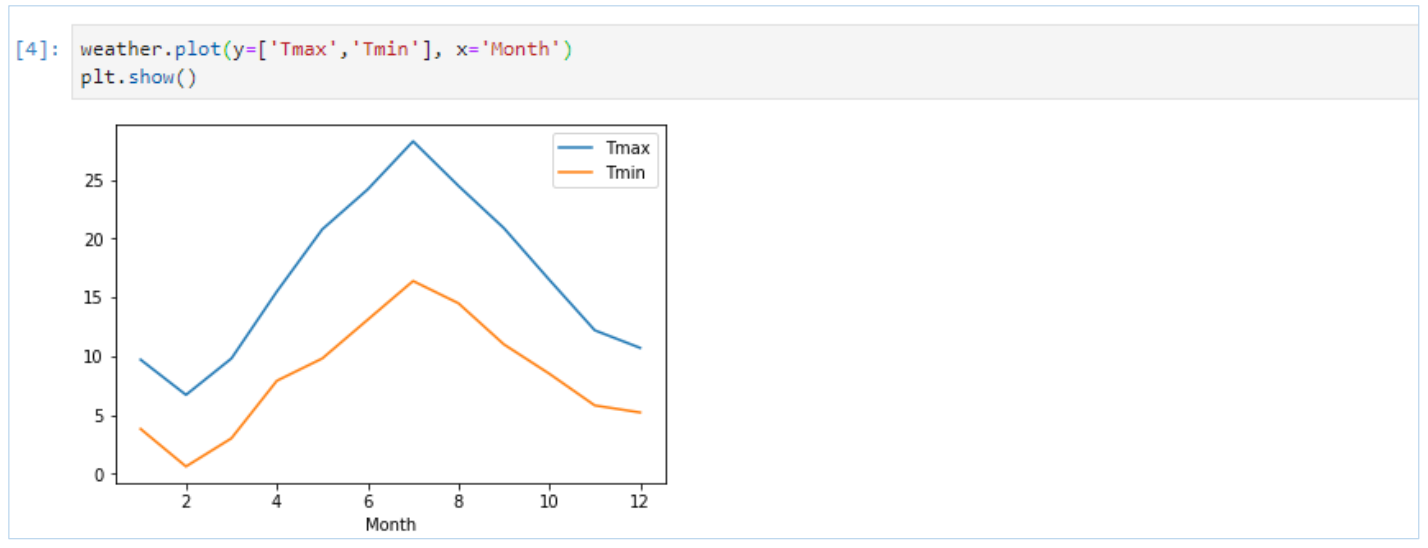 [4]: weather.plot(y=['Tmax','Tmin'], x='Month')
plt.show()
Tmax
Tmin
25
20
15
10
5
0
2 4 6 8 10 12
Month